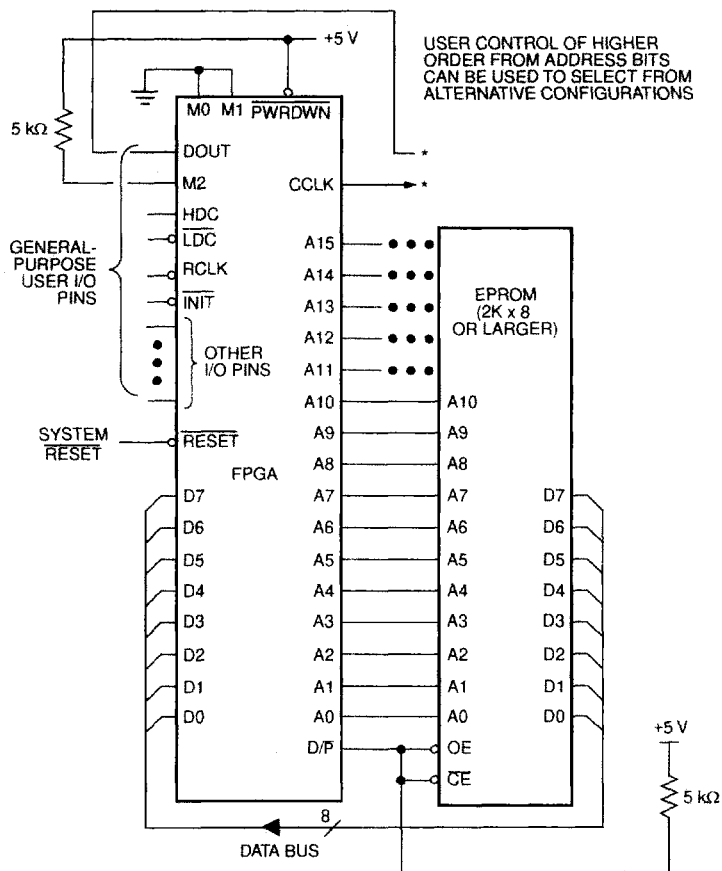 +5 V
USER CONTROL OF HIGHER
ORDER FROM ADDRESS BITS
CAN BE USED TO SELECT FROM
ALTERNATIVE CONFIGURATIONS
M0 M1 PWRDWN
5 kΩ
DOUT
*
M2
CCLK
*
HDC
LDC
RCLK
INIT
GENERAL-
PURPOSE
USER I/O
PINS
OTHER
I/O PINS
A15
A14
A13
A12
A11
EPROM
(2K x 8
OR LARGER)
A10 A10
SYSTEM
RESET
RESET
A9 A9
A8 A8
FPGA
D7 A7 A7 D7
D6 A6 A6 D6
D5 A5 A5 D5
D4 A4 A4 D4
D3 A3 A3 D3
D2 A2 A2 D2
D1 A1 A1 D1
D0 A0 A0 D0
D/P OE
CE
+5 V
5 kΩ
8
DATA BUS